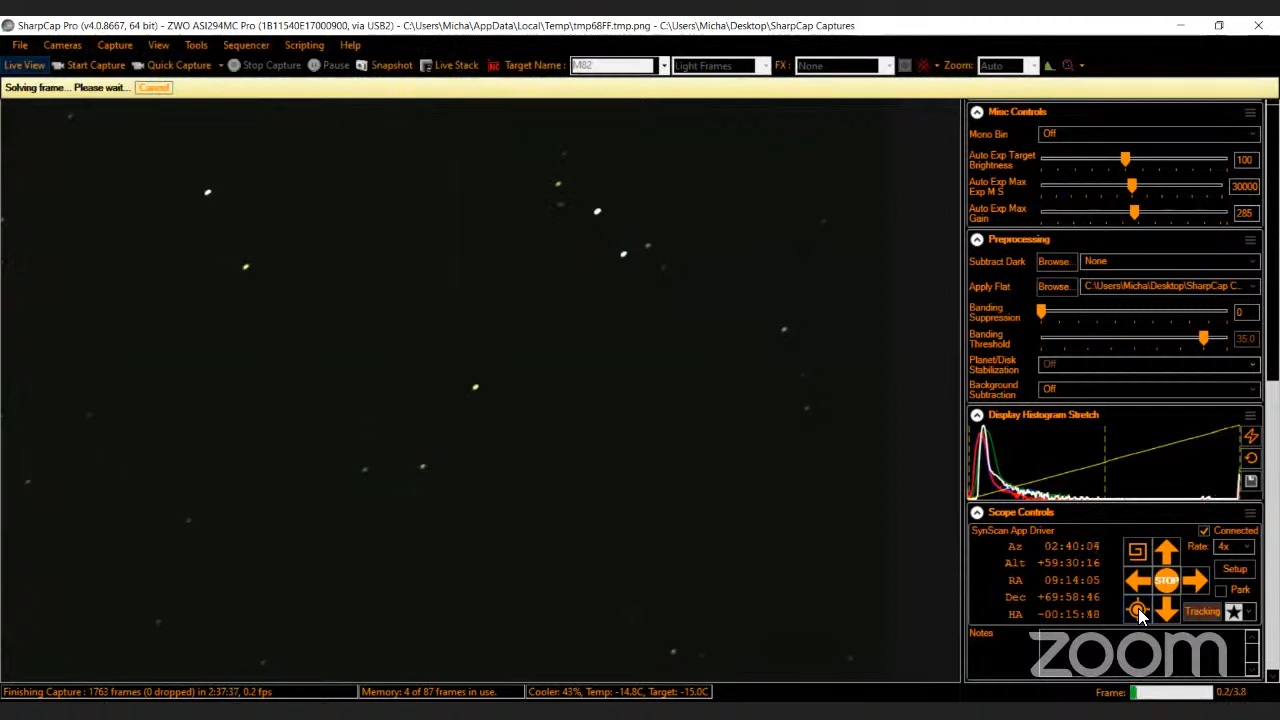 SharpCap Pro (v4.0.8667, 64 bit) - ZWO ASI294MC Pro (1B11540E17000900, via USB2) - C:\Users\Micha\AppData\Local\Temp\tmp68FF.tmp.png - C:\Users\Micha\Desktop\SharpCap Captures
File Cameras Capture View Tools Sequencer Scripting Help
Live View Start Capture Quick Capture Stop Capture Pause Snapshot Live Stack Target Name : M82 Light Frames FX : None Zoom: Auto
Solving frame... Please wait... Cancel
Misc Controls
Mono Bin Off
Auto Exp Target
Brightness 100
Auto Exp Max
Exp M S 30000
Auto Exp Max
Gain 285
Preprocessing
Subtract Dark Browse... None
Apply Flat Browse... C:\Users\Micha\Desktop\SharpCap C...
Banding
Suppression 0
Banding
Threshold 35.0
Planet/Disk
Stabilization Off
Background
Subtraction Off
Display Histogram Stretch
Scope Controls
SynScan App Driver Connected
Az 02:40:04 Rate: 4x
Alt +59:30:16
RA 09:14:05 STOP Setup
Dec +69:58:46 Park
HA -00:15:48 Tracking
Notes
zoom
Finishing Capture : 1763 frames (0 dropped) in 2:37:37, 0.2 fps Memory: 4 of 87 frames in use. Cooler: 43%, Temp: -14.8C, Target: -15.0C Frame: 0.2/3.8